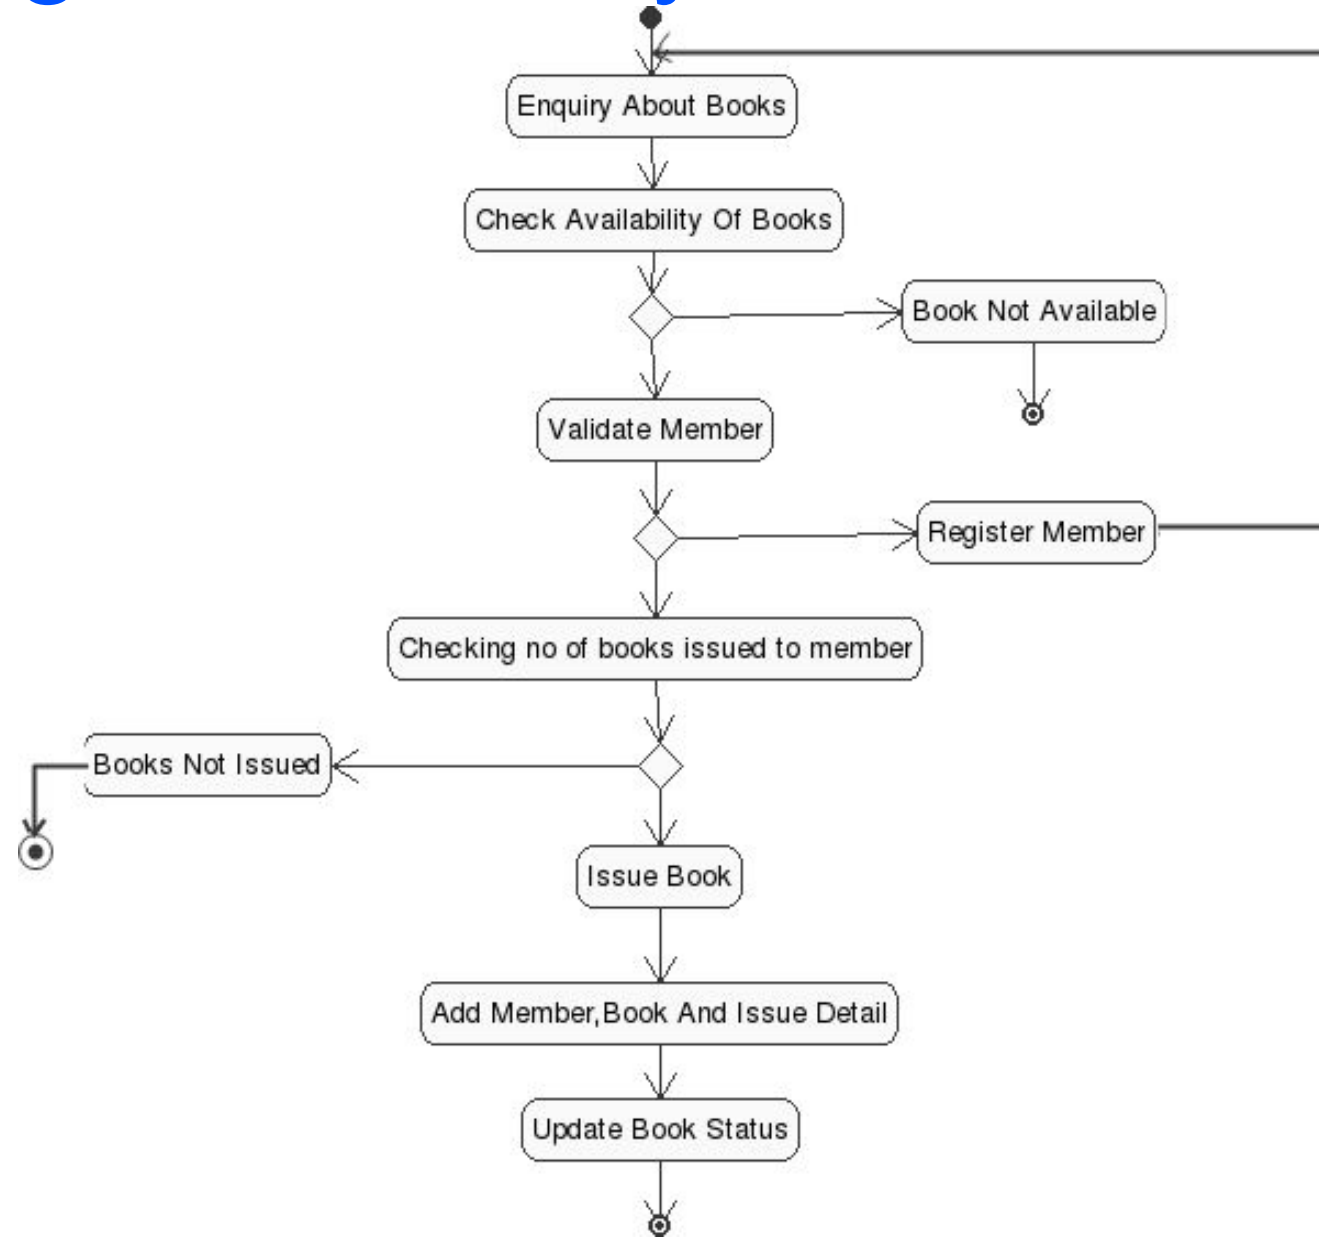 Enquiry About Books
Check Availability Of Books
Book Not Available
Validate Member
Register Member
Checking no of books issued to member
Books Not Issued
Issue Book
Add Member,Book And Issue Detail
Update Book Status